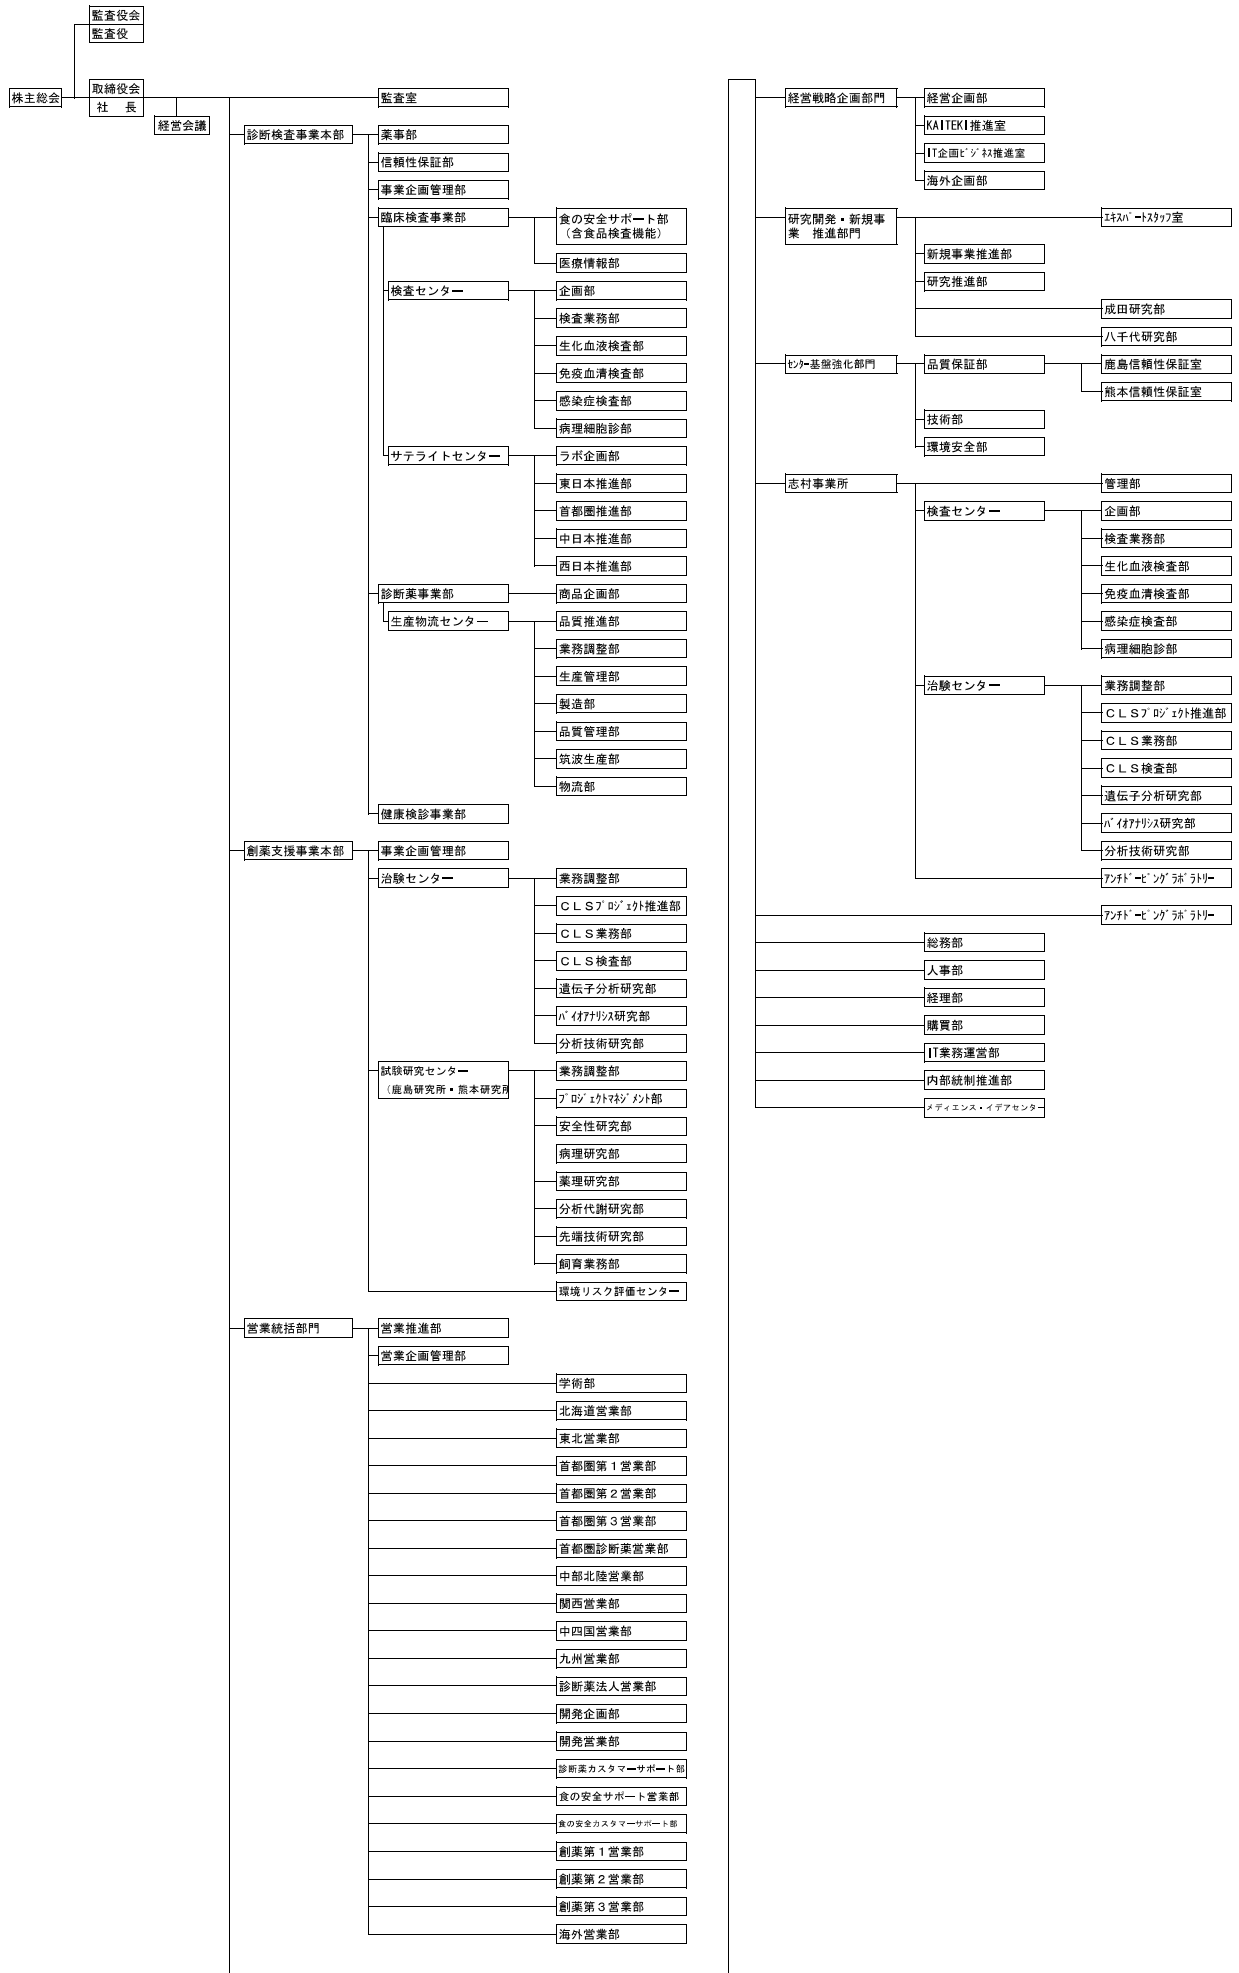 監査役会
監査役
株主総会
取締役会
社　長
経営会議
監査室
診断検査事業本部
薬事部
信頼性保証部
事業企画管理部
臨床検査事業部
食の安全サポート部
（含食品検査機能）
医療情報部
検査センター
企画部
検査業務部
生化血液検査部
免疫血清検査部
感染症検査部
病理細胞診部
サテライトセンター
ラボ企画部
東日本推進部
首都圏推進部
中日本推進部
西日本推進部
診断薬事業部
商品企画部
生産物流センター
品質推進部
業務調整部
生産管理部
製造部
品質管理部
筑波生産部
物流部
健康検診事業部
創薬支援事業本部
事業企画管理部
治験センター
業務調整部
ＣＬＳﾌﾟﾛｼﾞｪｸﾄ推進部
ＣＬＳ業務部
ＣＬＳ検査部
遺伝子分析研究部
ﾊﾞｲｵｱﾅﾘｼｽ研究部
分析技術研究部
試験研究センター
（鹿島研究所・熊本研究所
業務調整部
ﾌﾟﾛｼﾞｪｸﾄﾏﾈｼﾞﾒﾝﾄ部
安全性研究部
病理研究部
薬理研究部
分析代謝研究部
先端技術研究部
飼育業務部
環境リスク評価センター
営業統括部門
営業推進部
営業企画管理部
学術部
北海道営業部
東北営業部
首都圏第１営業部
首都圏第２営業部
首都圏第３営業部
首都圏診断薬営業部
中部北陸営業部
関西営業部
中四国営業部
九州営業部
診断薬法人営業部
開発企画部
開発営業部
診断薬カスタマーサポート部
食の安全サポート営業部
食の安全カスタマーサポート部
創薬第１営業部
創薬第２営業部
創薬第３営業部
海外営業部
経営戦略企画部門
経営企画部
KAITEKI推進室
IT企画ﾋﾞｼﾞﾈｽ推進室
海外企画部
研究開発・新規事
業　推進部門
ｴｷｽﾊﾟｰﾄｽﾀｯﾌ室
新規事業推進部
研究推進部
成田研究部
八千代研究部
ｾﾝﾀｰ基盤強化部門
品質保証部
鹿島信頼性保証室
熊本信頼性保証室
技術部
環境安全部
志村事業所
管理部
検査センター
企画部
検査業務部
生化血液検査部
免疫血清検査部
感染症検査部
病理細胞診部
治験センター
業務調整部
ＣＬＳﾌﾟﾛｼﾞｪｸﾄ推進部
ＣＬＳ業務部
ＣＬＳ検査部
遺伝子分析研究部
ﾊﾞｲｵｱﾅﾘｼｽ研究部
分析技術研究部
ｱﾝﾁﾄﾞｰﾋﾟﾝｸﾞﾗﾎﾞﾗﾄﾘｰ
ｱﾝﾁﾄﾞｰﾋﾟﾝｸﾞﾗﾎﾞﾗﾄﾘｰ
総務部
人事部
経理部
購買部
IT業務運営部
内部統制推進部
メディエンス・イデアセンター